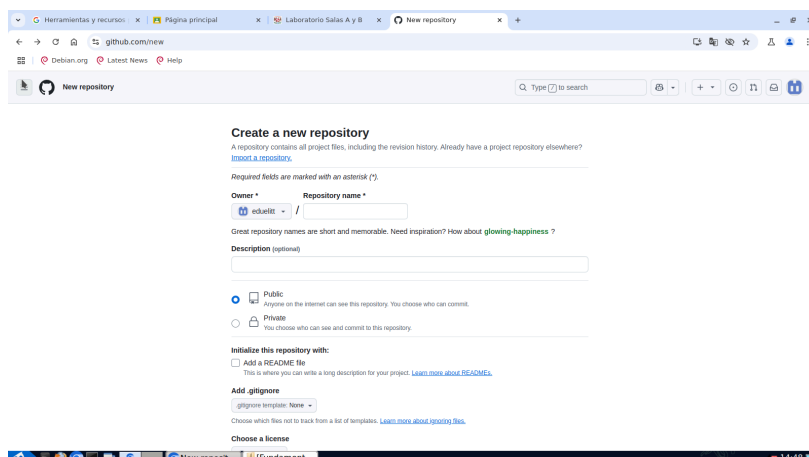 Herramientas y recursos
Página principal
Laboratorio Salas A y B
New repository
github.com/new
Debian.org
Latest News
Help
New repository
Type / to search
Create a new repository
A repository contains all project files, including the revision history. Already have a project repository elsewhere?
Import a repository.
Required fields are marked with an asterisk (*).
Owner * Repository name *
eduelitt /
Great repository names are short and memorable. Need inspiration? How about glowing-happiness ?
Description (optional)
Public
Anyone on the internet can see this repository. You choose who can commit.
Private
You choose who can see and commit to this repository.
Initialize this repository with:
Add a README file
This is where you can write a long description for your project. Learn more about READMEs.
Add .gitignore
.gitignore template: None
Choose which files not to track from a list of templates. Learn more about ignoring files.
Choose a license
14:48